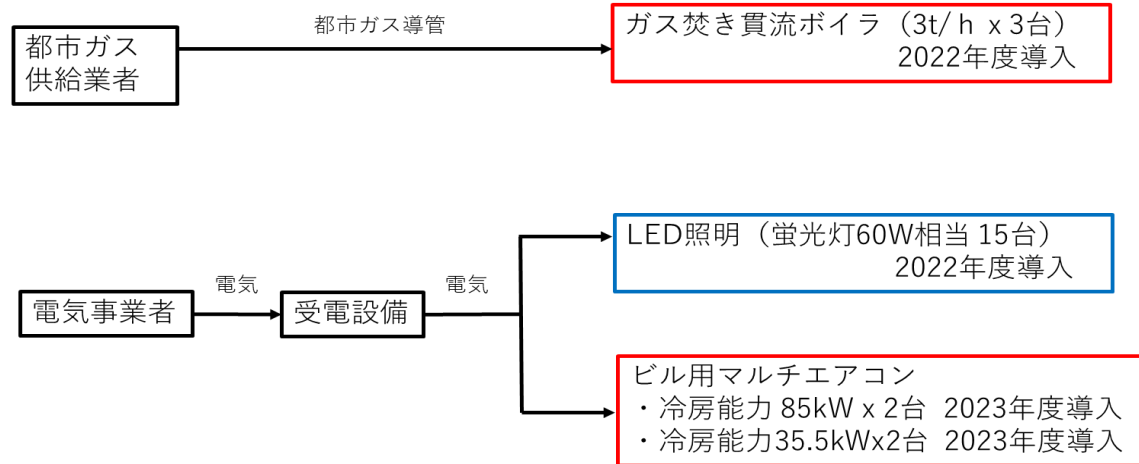 都市ガス
供給業者
都市ガス導管
ガス焚き貫流ボイラ（3t/ｈ x 3台）
2022年度導入
LED照明（蛍光灯60W相当 15台）
2022年度導入
電気事業者
電気
受電設備
電気
ビル用マルチエアコン
・冷房能力 85kW x 2台 2023年度導入
・冷房能力35.5kWx2台 2023年度導入